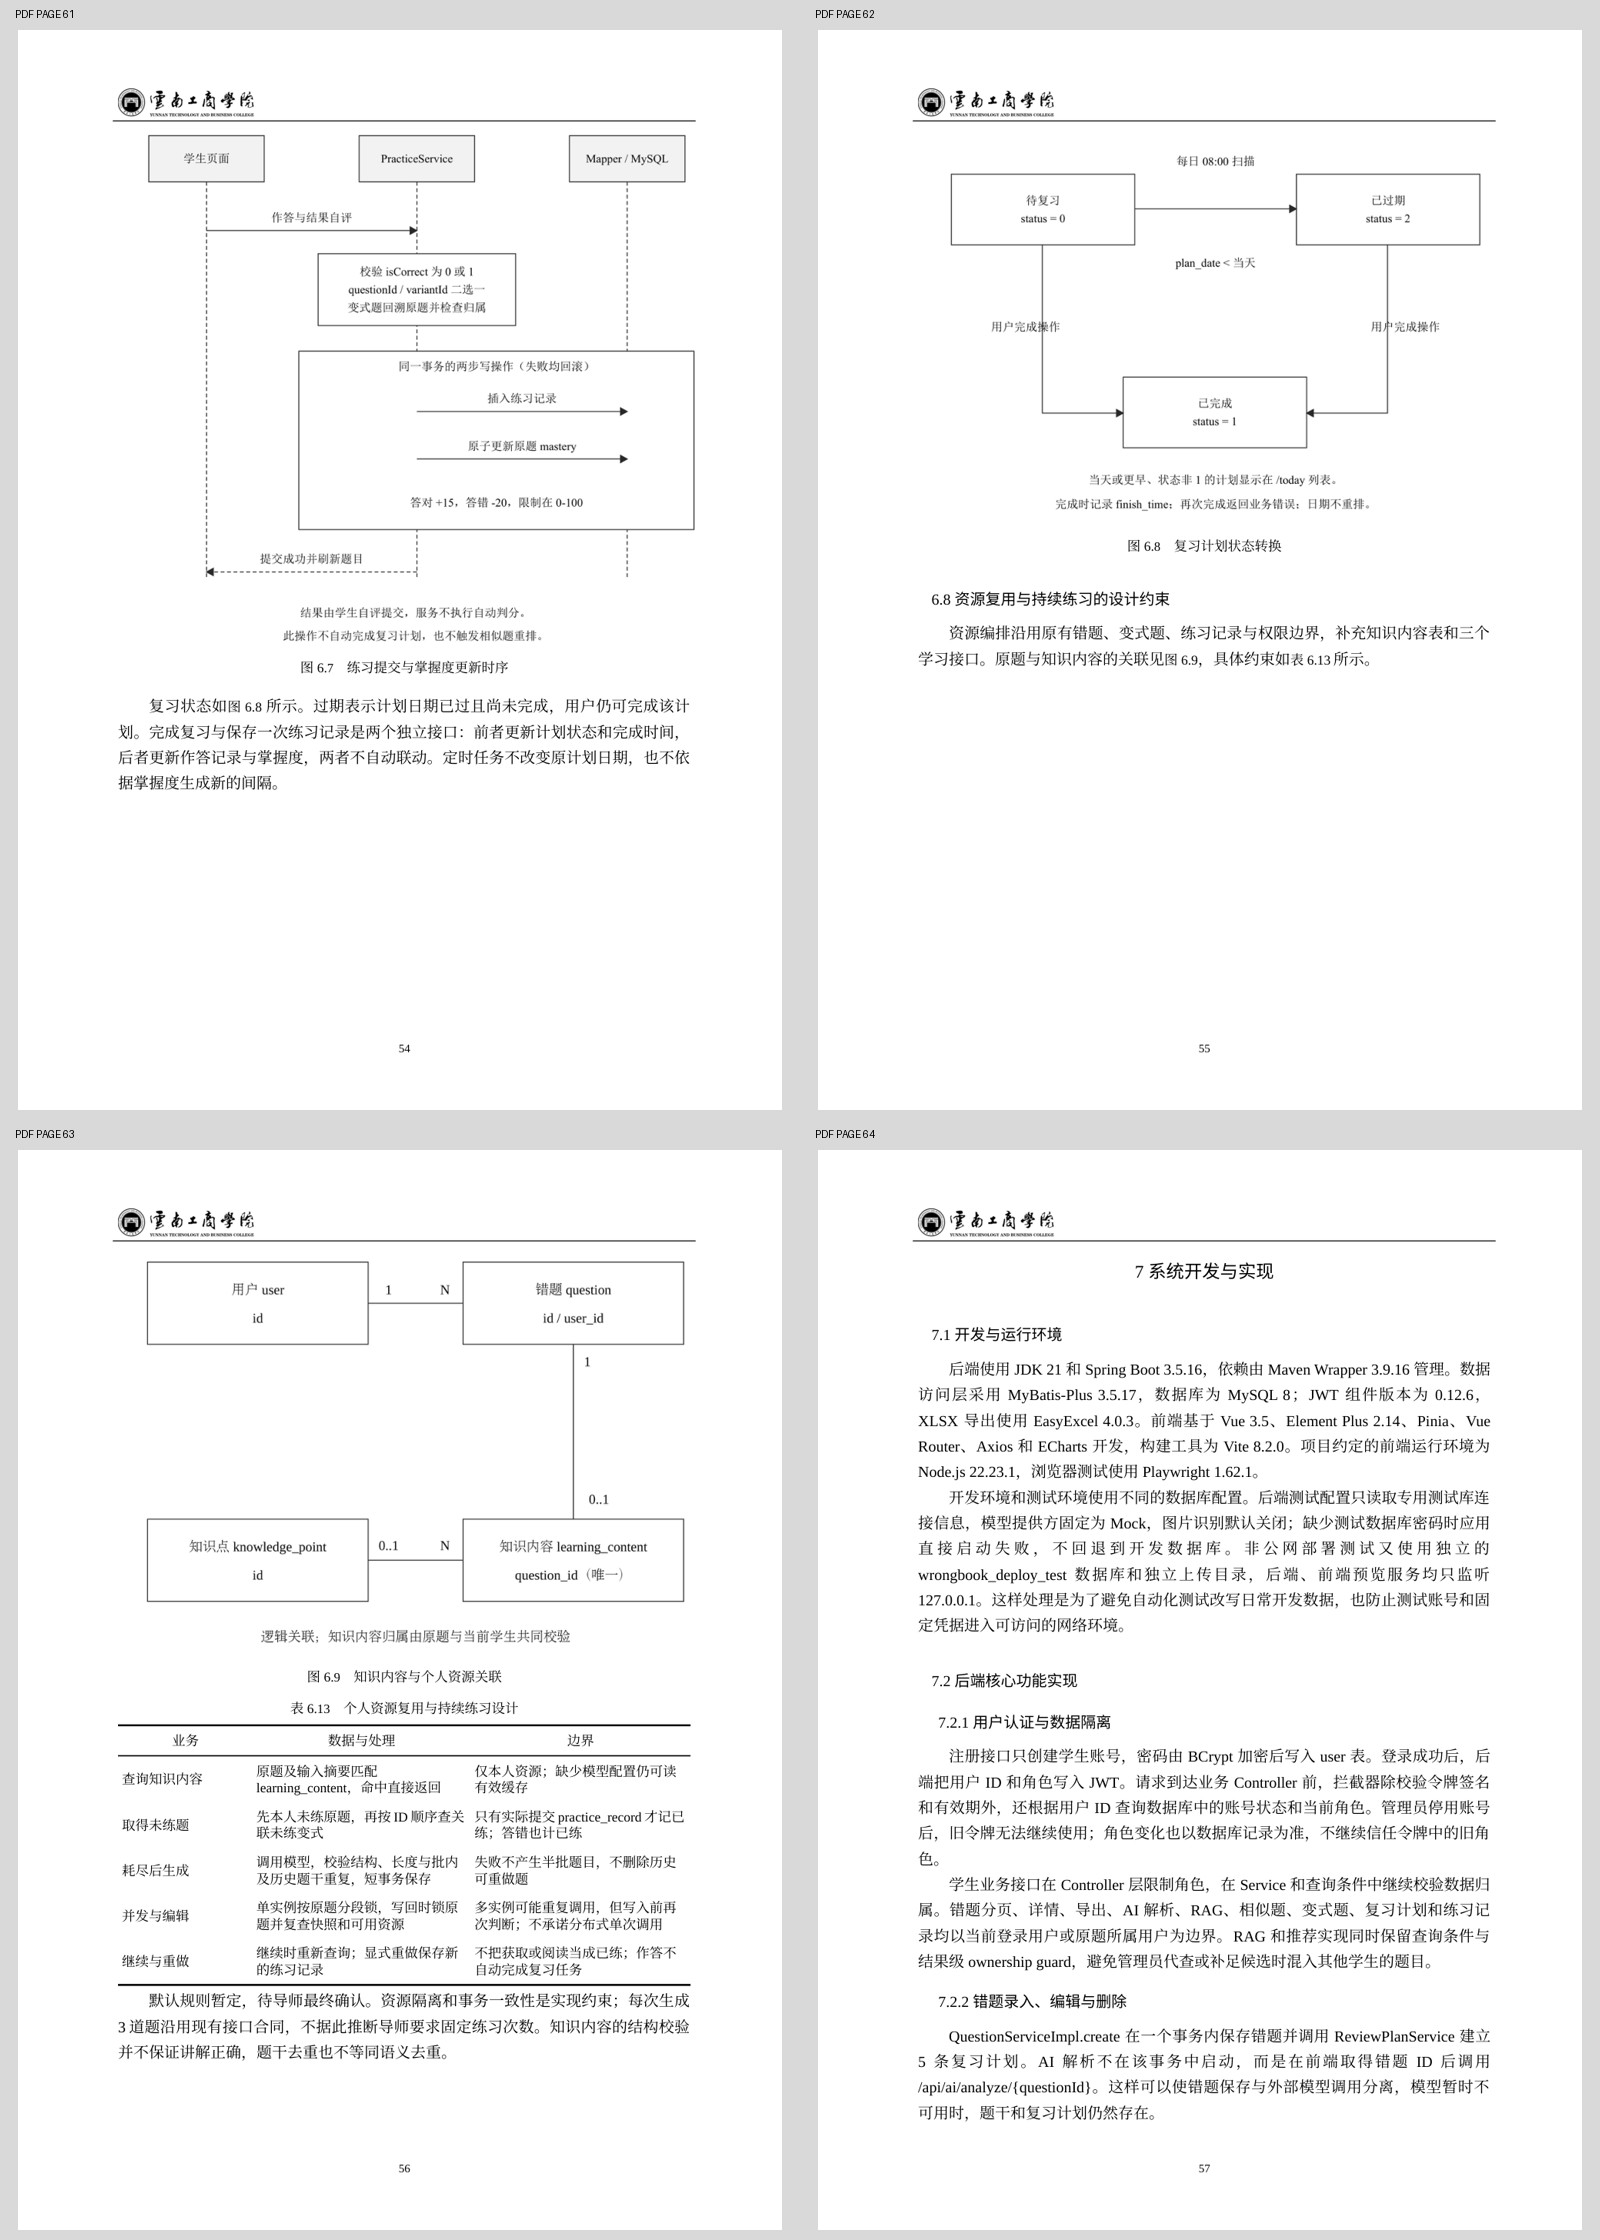 PDF PAGE 61
雲南工商學院
YUNNAN TECHNOLOGY AND BUSINESS COLLEGE
学生页面
PracticeService
Mapper / MySQL
作答与结果自评
校验 isCorrect 为 0 或 1
questionId / variantId 二选一
变式题回溯原题并检查归属
同一事务的两步写操作（失败均回滚）
插入练习记录
原子更新原题 mastery
答对 +15，答错 -20，限制在 0-100
提交成功并刷新题目
结果由学生自评提交，服务不执行自动判分。
此操作不自动完成复习计划，也不触发相似题重排。
图 6.7 练习提交与掌握度更新时序
复习状态如图 6.8 所示。过期表示计划日期已过且尚未完成，用户仍可完成该计
划。完成复习与保存一次练习记录是两个独立接口：前者更新计划状态和完成时间，
后者更新作答记录与掌握度，两者不自动联动。定时任务不改变原计划日期，也不依
据掌握度生成新的间隔。
54
PDF PAGE 62
雲南工商學院
YUNNAN TECHNOLOGY AND BUSINESS COLLEGE
每日 08:00 扫描
待复习
status = 0
已过期
status = 2
plan_date < 当天
用户完成操作
用户完成操作
已完成
status = 1
当天或更早、状态非 1 的计划显示在 /today 列表。
完成时记录 finish_time；再次完成返回业务错误；日期不重排。
图 6.8 复习计划状态转换
6.8 资源复用与持续练习的设计约束
资源编排沿用原有错题、变式题、练习记录与权限边界，补充知识内容表和三个
学习接口。原题与知识内容的关联见图 6.9，具体约束如表 6.13 所示。
55
PDF PAGE 63
雲南工商學院
YUNNAN TECHNOLOGY AND BUSINESS COLLEGE
用户 user
id
1 N
错题 question
id / user_id
1
0..1
知识点 knowledge_point
id
0..1 N
知识内容 learning_content
question_id（唯一）
逻辑关联；知识内容归属由原题与当前学生共同校验
图 6.9 知识内容与个人资源关联
表 6.13 个人资源复用与持续练习设计
业务 数据与处理 边界
查询知识内容 原题及输入摘要匹配 learning_content，命中直接返回 仅本人资源；缺少模型配置仍可读有效缓存
取得未练题 先本人未练原题，再按 ID 顺序查关联未练变式 只有实际提交 practice_record 才记已练；答错也计已练
耗尽后生成 调用模型，校验结构、长度与批内及历史题干重复，短事务保存 失败不产生半批题目，不删除历史可重做题
并发与编辑 单实例按原题分段锁，写回时锁原题并复查快照和可用资源 多实例可能重复调用，但写入前再次判断；不承诺分布式单次调用
继续与重做 继续时重新查询；显式重做保存新的练习记录 不把获取或阅读当成已练；作答不自动完成复习任务
默认规则暂定，待导师最终确认。资源隔离和事务一致性是实现约束；每次生成
3 道题沿用现有接口合同，不据此推断导师要求固定练习次数。知识内容的结构校验
并不保证讲解正确，题干去重也不等同语义去重。
56
PDF PAGE 64
雲南工商學院
YUNNAN TECHNOLOGY AND BUSINESS COLLEGE
7 系统开发与实现
7.1 开发与运行环境
后端使用 JDK 21 和 Spring Boot 3.5.16，依赖由 Maven Wrapper 3.9.16 管理。数据
访问层采用 MyBatis-Plus 3.5.17，数据库为 MySQL 8；JWT 组件版本为 0.12.6，
XLSX 导出使用 EasyExcel 4.0.3。前端基于 Vue 3.5、Element Plus 2.14、Pinia、Vue
Router、Axios 和 ECharts 开发，构建工具为 Vite 8.2.0。项目约定的前端运行环境为
Node.js 22.23.1，浏览器测试使用 Playwright 1.62.1。
开发环境和测试环境使用不同的数据库配置。后端测试配置只读取专用测试库连
接信息，模型提供方固定为 Mock，图片识别默认关闭；缺少测试数据库密码时应用
直接启动失败，不回退到开发数据库。非公网部署测试又使用独立的
wrongbook_deploy_test 数据库和独立上传目录，后端、前端预览服务均只监听
127.0.0.1。这样处理是为了避免自动化测试改写日常开发数据，也防止测试账号和固
定凭据进入可访问的网络环境。
7.2 后端核心功能实现
7.2.1 用户认证与数据隔离
注册接口只创建学生账号，密码由 BCrypt 加密后写入 user 表。登录成功后，后
端把用户 ID 和角色写入 JWT。请求到达业务 Controller 前，拦截器除校验令牌签名
和有效期外，还根据用户 ID 查询数据库中的账号状态和当前角色。管理员停用账号
后，旧令牌无法继续使用；角色变化也以数据库记录为准，不继续信任令牌中的旧角
色。
学生业务接口在 Controller 层限制角色，在 Service 和查询条件中继续校验数据归
属。错题分页、详情、导出、AI 解析、RAG、相似题、变式题、复习计划和练习记
录均以当前登录用户或原题所属用户为边界。RAG 和推荐实现同时保留查询条件与
结果级 ownership guard，避免管理员代查或补足候选时混入其他学生的题目。
7.2.2 错题录入、编辑与删除
QuestionServiceImpl.create 在一个事务内保存错题并调用 ReviewPlanService 建立
5 条复习计划。AI 解析不在该事务中启动，而是在前端取得错题 ID 后调用
/api/ai/analyze/{questionId}。这样可以使错题保存与外部模型调用分离，模型暂时不
可用时，题干和复习计划仍然存在。
57